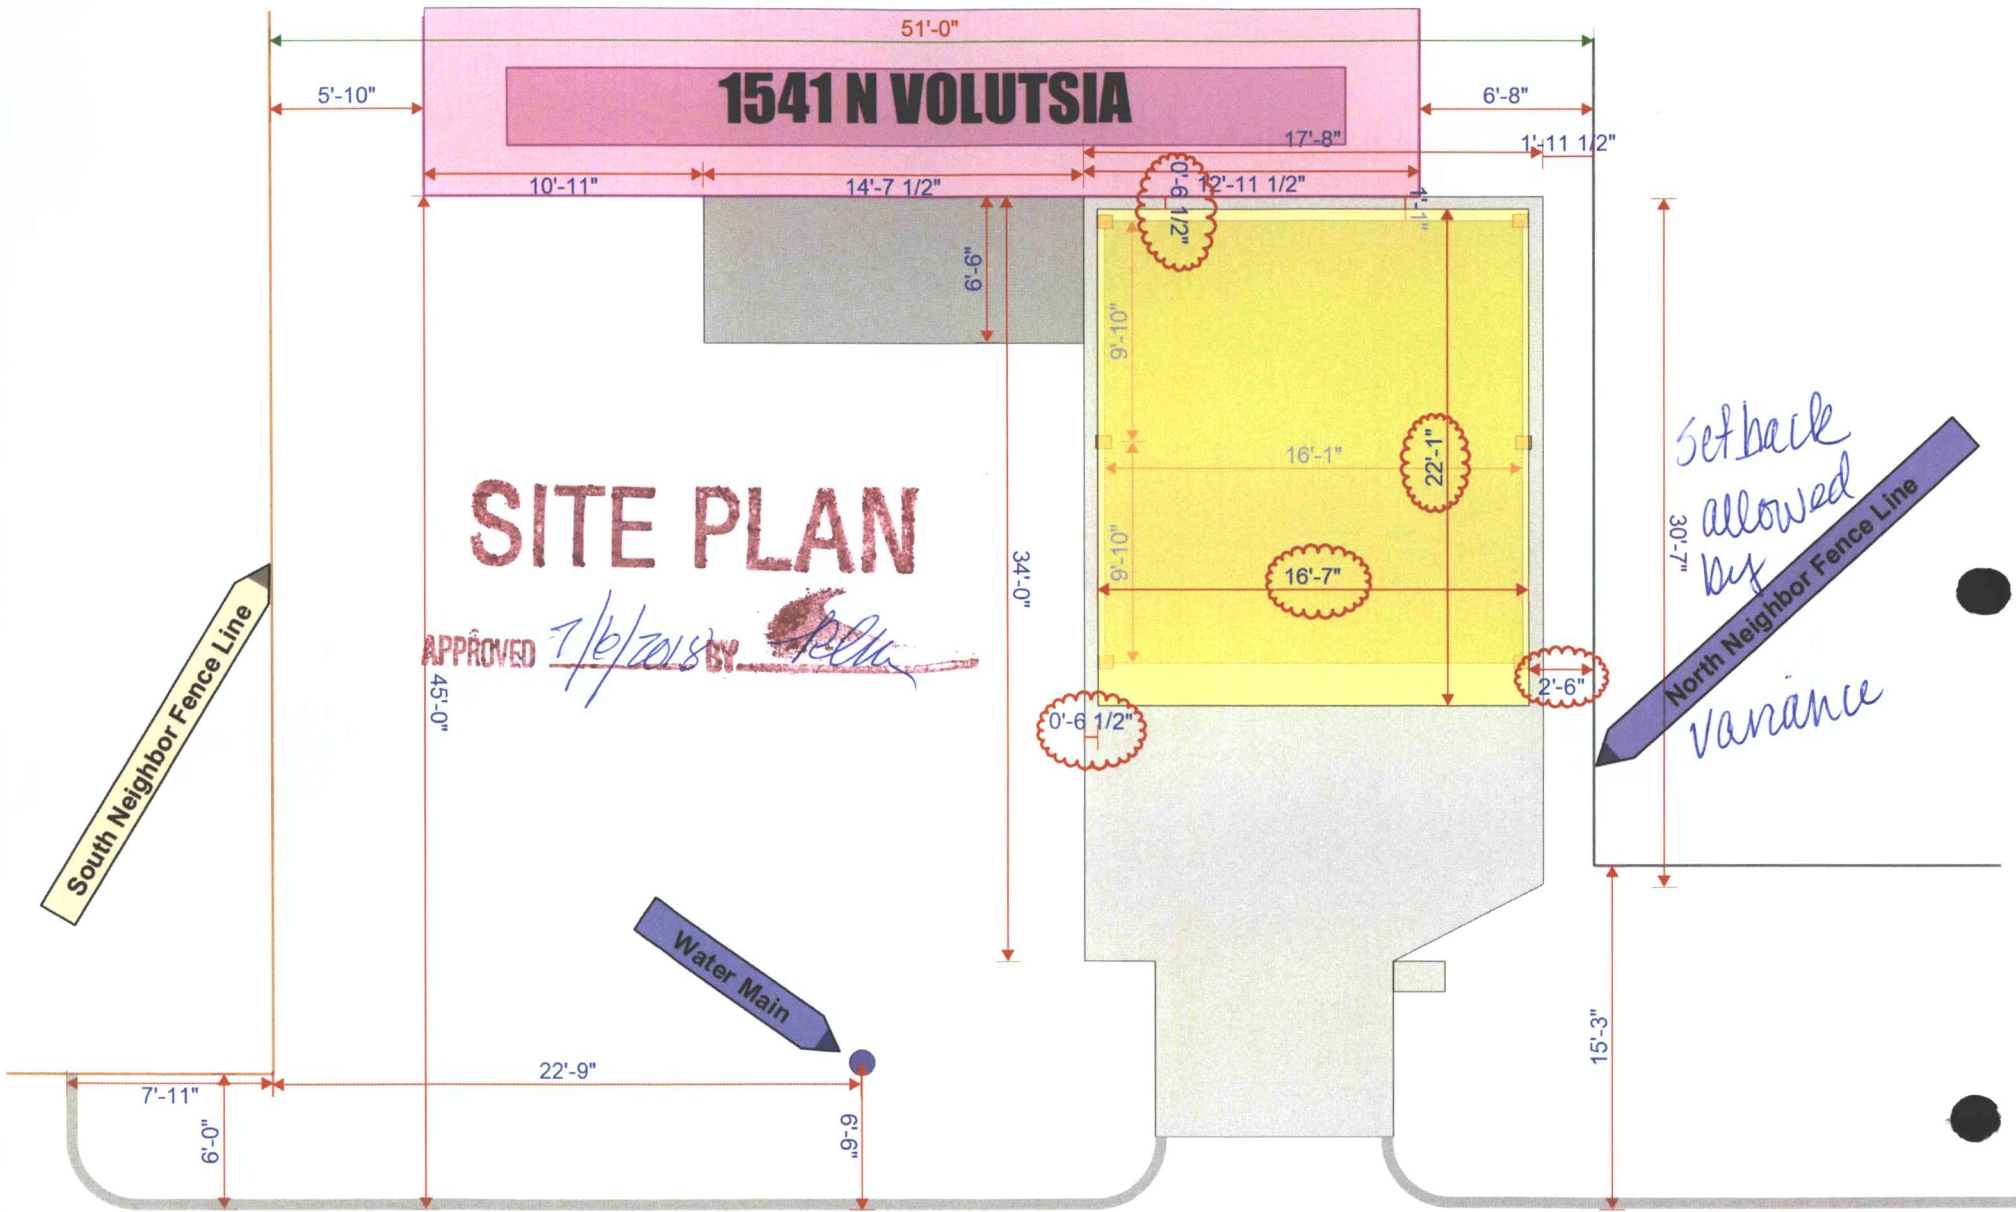 51'-0"
5'-10"
1541 N VOLUTSIA
6'-8"
17'-8"
1'-11 1/2"
10'-11"
14'-7 1/2"
12'-11 1/2"
0'-6 1/2"
1'-1"
6'-9"
9'-10"
22'-1"
16'-1"
Setback
allowed
by
variance
30'-7"
North Neighbor Fence Line
SITE PLAN
34'-0"
9'-10"
16'-7"
APPROVED 7/6/2018 BY
45'-0"
2'-6"
0'-6 1/2"
South Neighbor Fence Line
Water Main
15'-3"
22'-9"
7'-11"
6'-0"
6'-6"